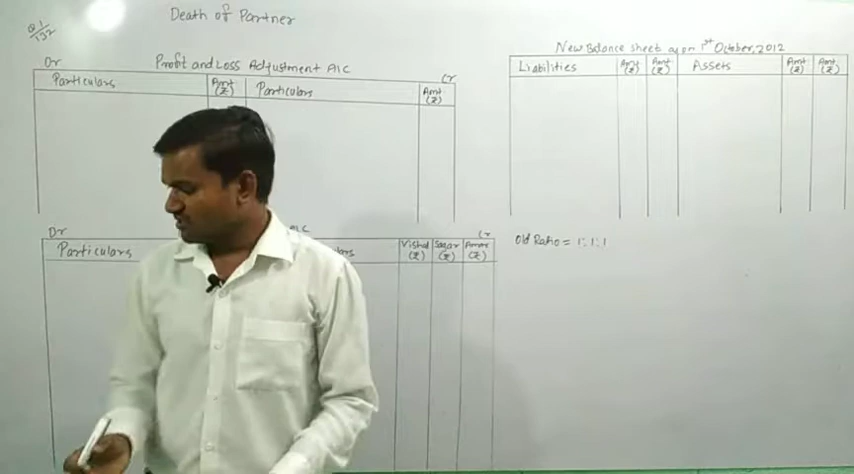 Q.1/132
Death of Partner
Dr
Profit and Loss Adjustment A/C
Cr
Particulars Amt (₹) Particulars Amt (₹)
New Balance sheet as on 1st October, 2012
Liabilities Amt (₹) Amt (₹) Assets Amt (₹) Amt (₹)
Dr
A/C
Cr
Particulars Vishal (₹) Sagar (₹) Amar (₹)
Old Ratio = 1:1:1